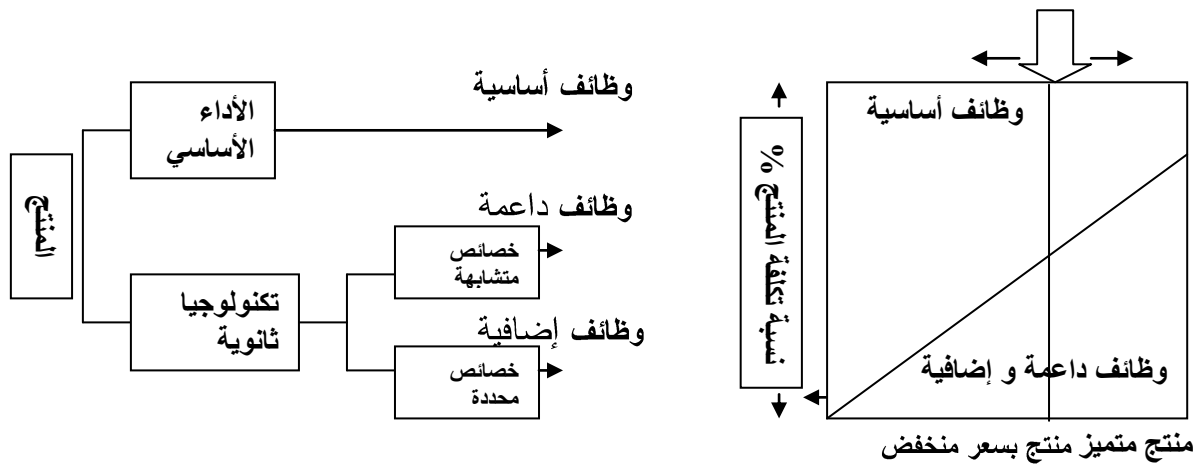 وظائف أساسية
الأداء
الأساسي
المنتج
وظائف داعمة
خصائص
متشابهة
تكنولوجيا
ثانوية
وظائف إضافية
خصائص
محددة
وظائف أساسية
نسبة تكلفة المنتج %
وظائف داعمة و إضافية
منتج متميز منتج بسعر منخفض